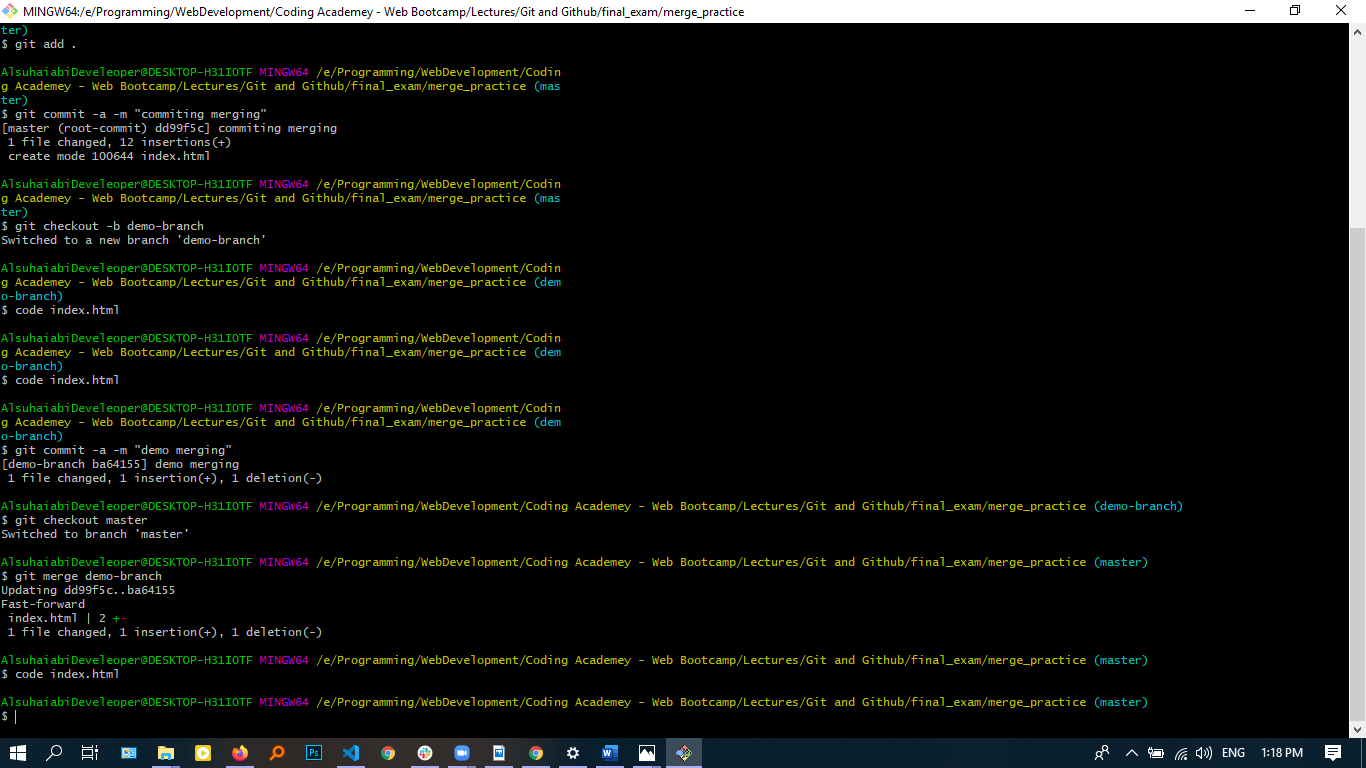 MINGW64:/e/Programming/WebDevelopment/Coding Academey - Web Bootcamp/Lectures/Git and Github/final_exam/merge_practice
ter)
$ git add .
AlsuhaiabiDeveleoper@DESKTOP-H31IOTF MINGW64 /e/Programming/WebDevelopment/Codin
g Academey - Web Bootcamp/Lectures/Git and Github/final_exam/merge_practice (mas
ter)
$ git commit -a -m "commiting merging"
[master (root-commit) dd99f5c] commiting merging
1 file changed, 12 insertions(+)
create mode 100644 index.html
AlsuhaiabiDeveleoper@DESKTOP-H31IOTF MINGW64 /e/Programming/WebDevelopment/Codin
g Academey - Web Bootcamp/Lectures/Git and Github/final_exam/merge_practice (mas
ter)
$ git checkout -b demo-branch
Switched to a new branch 'demo-branch'
AlsuhaiabiDeveleoper@DESKTOP-H31IOTF MINGW64 /e/Programming/WebDevelopment/Codin
g Academey - Web Bootcamp/Lectures/Git and Github/final_exam/merge_practice (dem
o-branch)
$ code index.html
AlsuhaiabiDeveleoper@DESKTOP-H31IOTF MINGW64 /e/Programming/WebDevelopment/Codin
g Academey - Web Bootcamp/Lectures/Git and Github/final_exam/merge_practice (dem
o-branch)
$ code index.html
AlsuhaiabiDeveleoper@DESKTOP-H31IOTF MINGW64 /e/Programming/WebDevelopment/Codin
g Academey - Web Bootcamp/Lectures/Git and Github/final_exam/merge_practice (dem
o-branch)
$ git commit -a -m "demo merging"
[demo-branch ba64155] demo merging
1 file changed, 1 insertion(+), 1 deletion(-)
AlsuhaiabiDeveleoper@DESKTOP-H31IOTF MINGW64 /e/Programming/WebDevelopment/Coding Academey - Web Bootcamp/Lectures/Git and Github/final_exam/merge_practice (demo-branch)
$ git checkout master
Switched to branch 'master'
AlsuhaiabiDeveleoper@DESKTOP-H31IOTF MINGW64 /e/Programming/WebDevelopment/Coding Academey - Web Bootcamp/Lectures/Git and Github/final_exam/merge_practice (master)
$ git merge demo-branch
Updating dd99f5c..ba64155
Fast-forward
index.html | 2 +-
1 file changed, 1 insertion(+), 1 deletion(-)
AlsuhaiabiDeveleoper@DESKTOP-H31IOTF MINGW64 /e/Programming/WebDevelopment/Coding Academey - Web Bootcamp/Lectures/Git and Github/final_exam/merge_practice (master)
$ code index.html
AlsuhaiabiDeveleoper@DESKTOP-H31IOTF MINGW64 /e/Programming/WebDevelopment/Coding Academey - Web Bootcamp/Lectures/Git and Github/final_exam/merge_practice (master)
$
Ps
ENG
1:18 PM